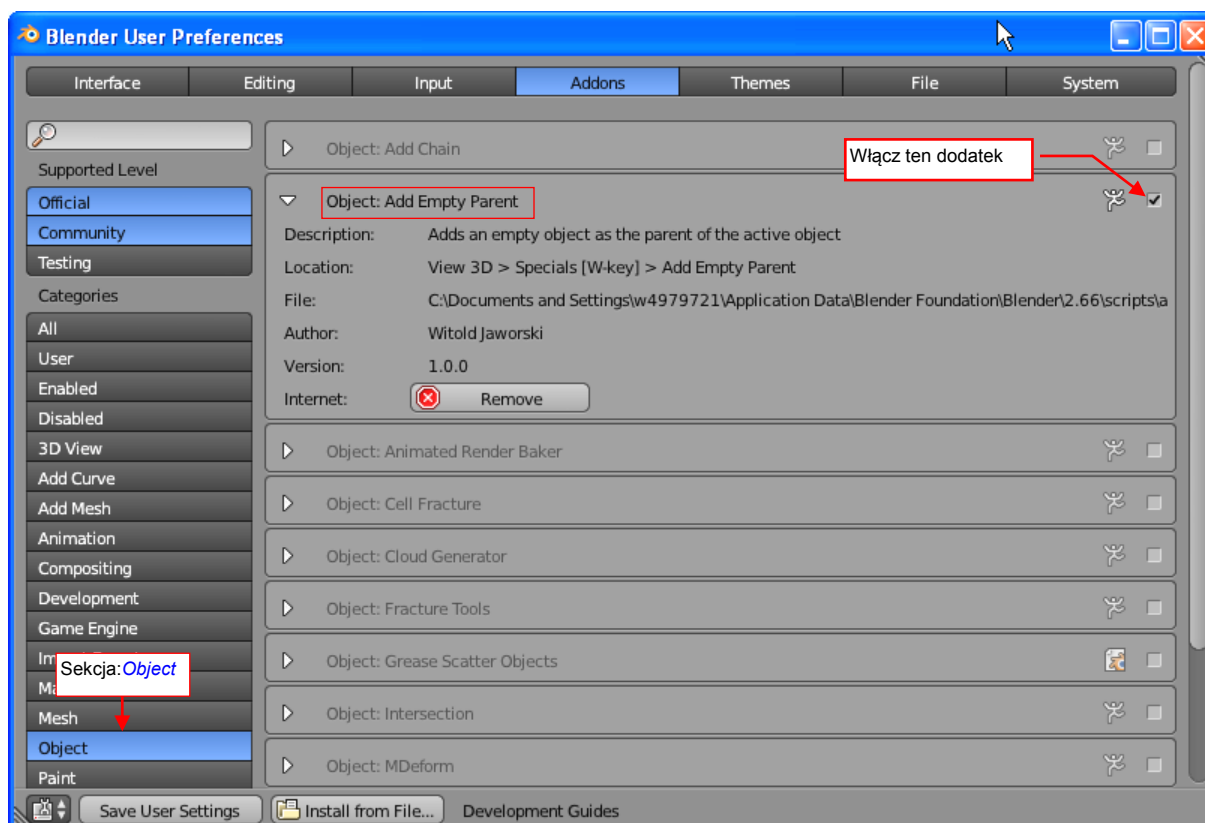 Blender User Preferences
Interface Editing Input Addons Themes File System
Supported Level
Official
Community
Testing
Categories
All
User
Enabled
Disabled
3D View
Add Curve
Add Mesh
Animation
Compositing
Development
Game Engine
Sekcja:Object
Mesh
Object
Paint
Object: Add Chain
Włącz ten dodatek
Object: Add Empty Parent
Description: Adds an empty object as the parent of the active object
Location: View 3D > Specials [W-key] > Add Empty Parent
File: C:\Documents and Settings\w4979721\Application Data\Blender Foundation\Blender\2.66\scripts\a
Author: Witold Jaworski
Version: 1.0.0
Internet: Remove
Object: Animated Render Baker
Object: Cell Fracture
Object: Cloud Generator
Object: Fracture Tools
Object: Grease Scatter Objects
Object: Intersection
Object: MDeform
Save User Settings Install from File... Development Guides